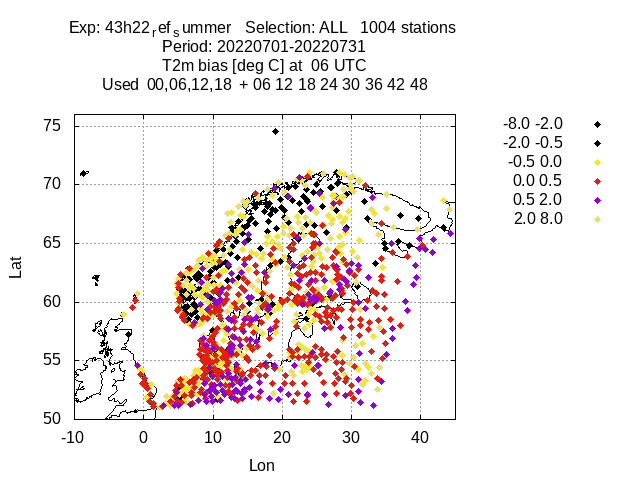 Exp: 43h22refsummer Selection: ALL 1004 stations
Period: 20220701-20220731
T2m bias [deg C] at 06 UTC
Used 00,06,12,18 + 06 12 18 24 30 36 42 48
-8.0 -2.0
-2.0 -0.5
-0.5 0.0
0.0 0.5
0.5 2.0
2.0 8.0
75
70
65
60
55
50
Lat
-10 0 10 20 30 40
Lon